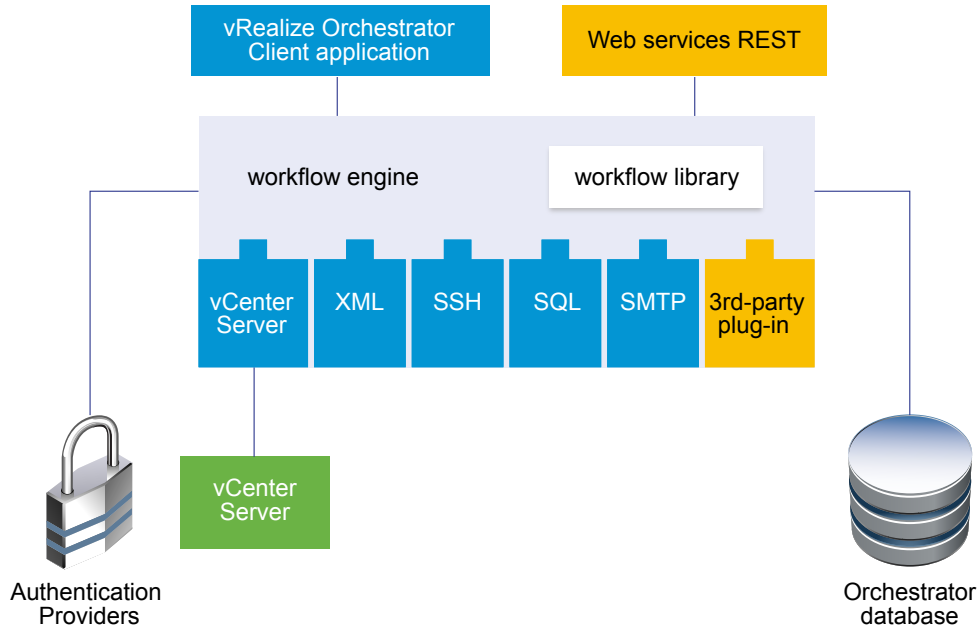 vRealize Orchestrator
Client application
Web services REST
workflow engine
workflow library
vCenter
Server
XML
SSH
SQL
SMTP
3rd-party
plug-in
vCenter
Server
Authentication
Providers
Orchestrator
database